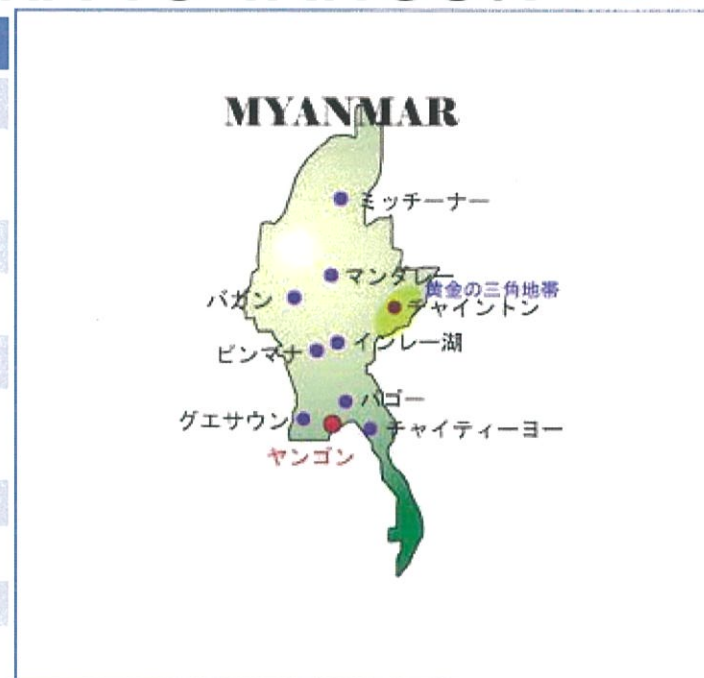 MYANMAR
ミッチーナー
マンダレー
黄金の三角地帯
バガン
チャイントン
インレー湖
ピンマナ
バゴー
グエサウン
チャイティーヨー
ヤンゴン